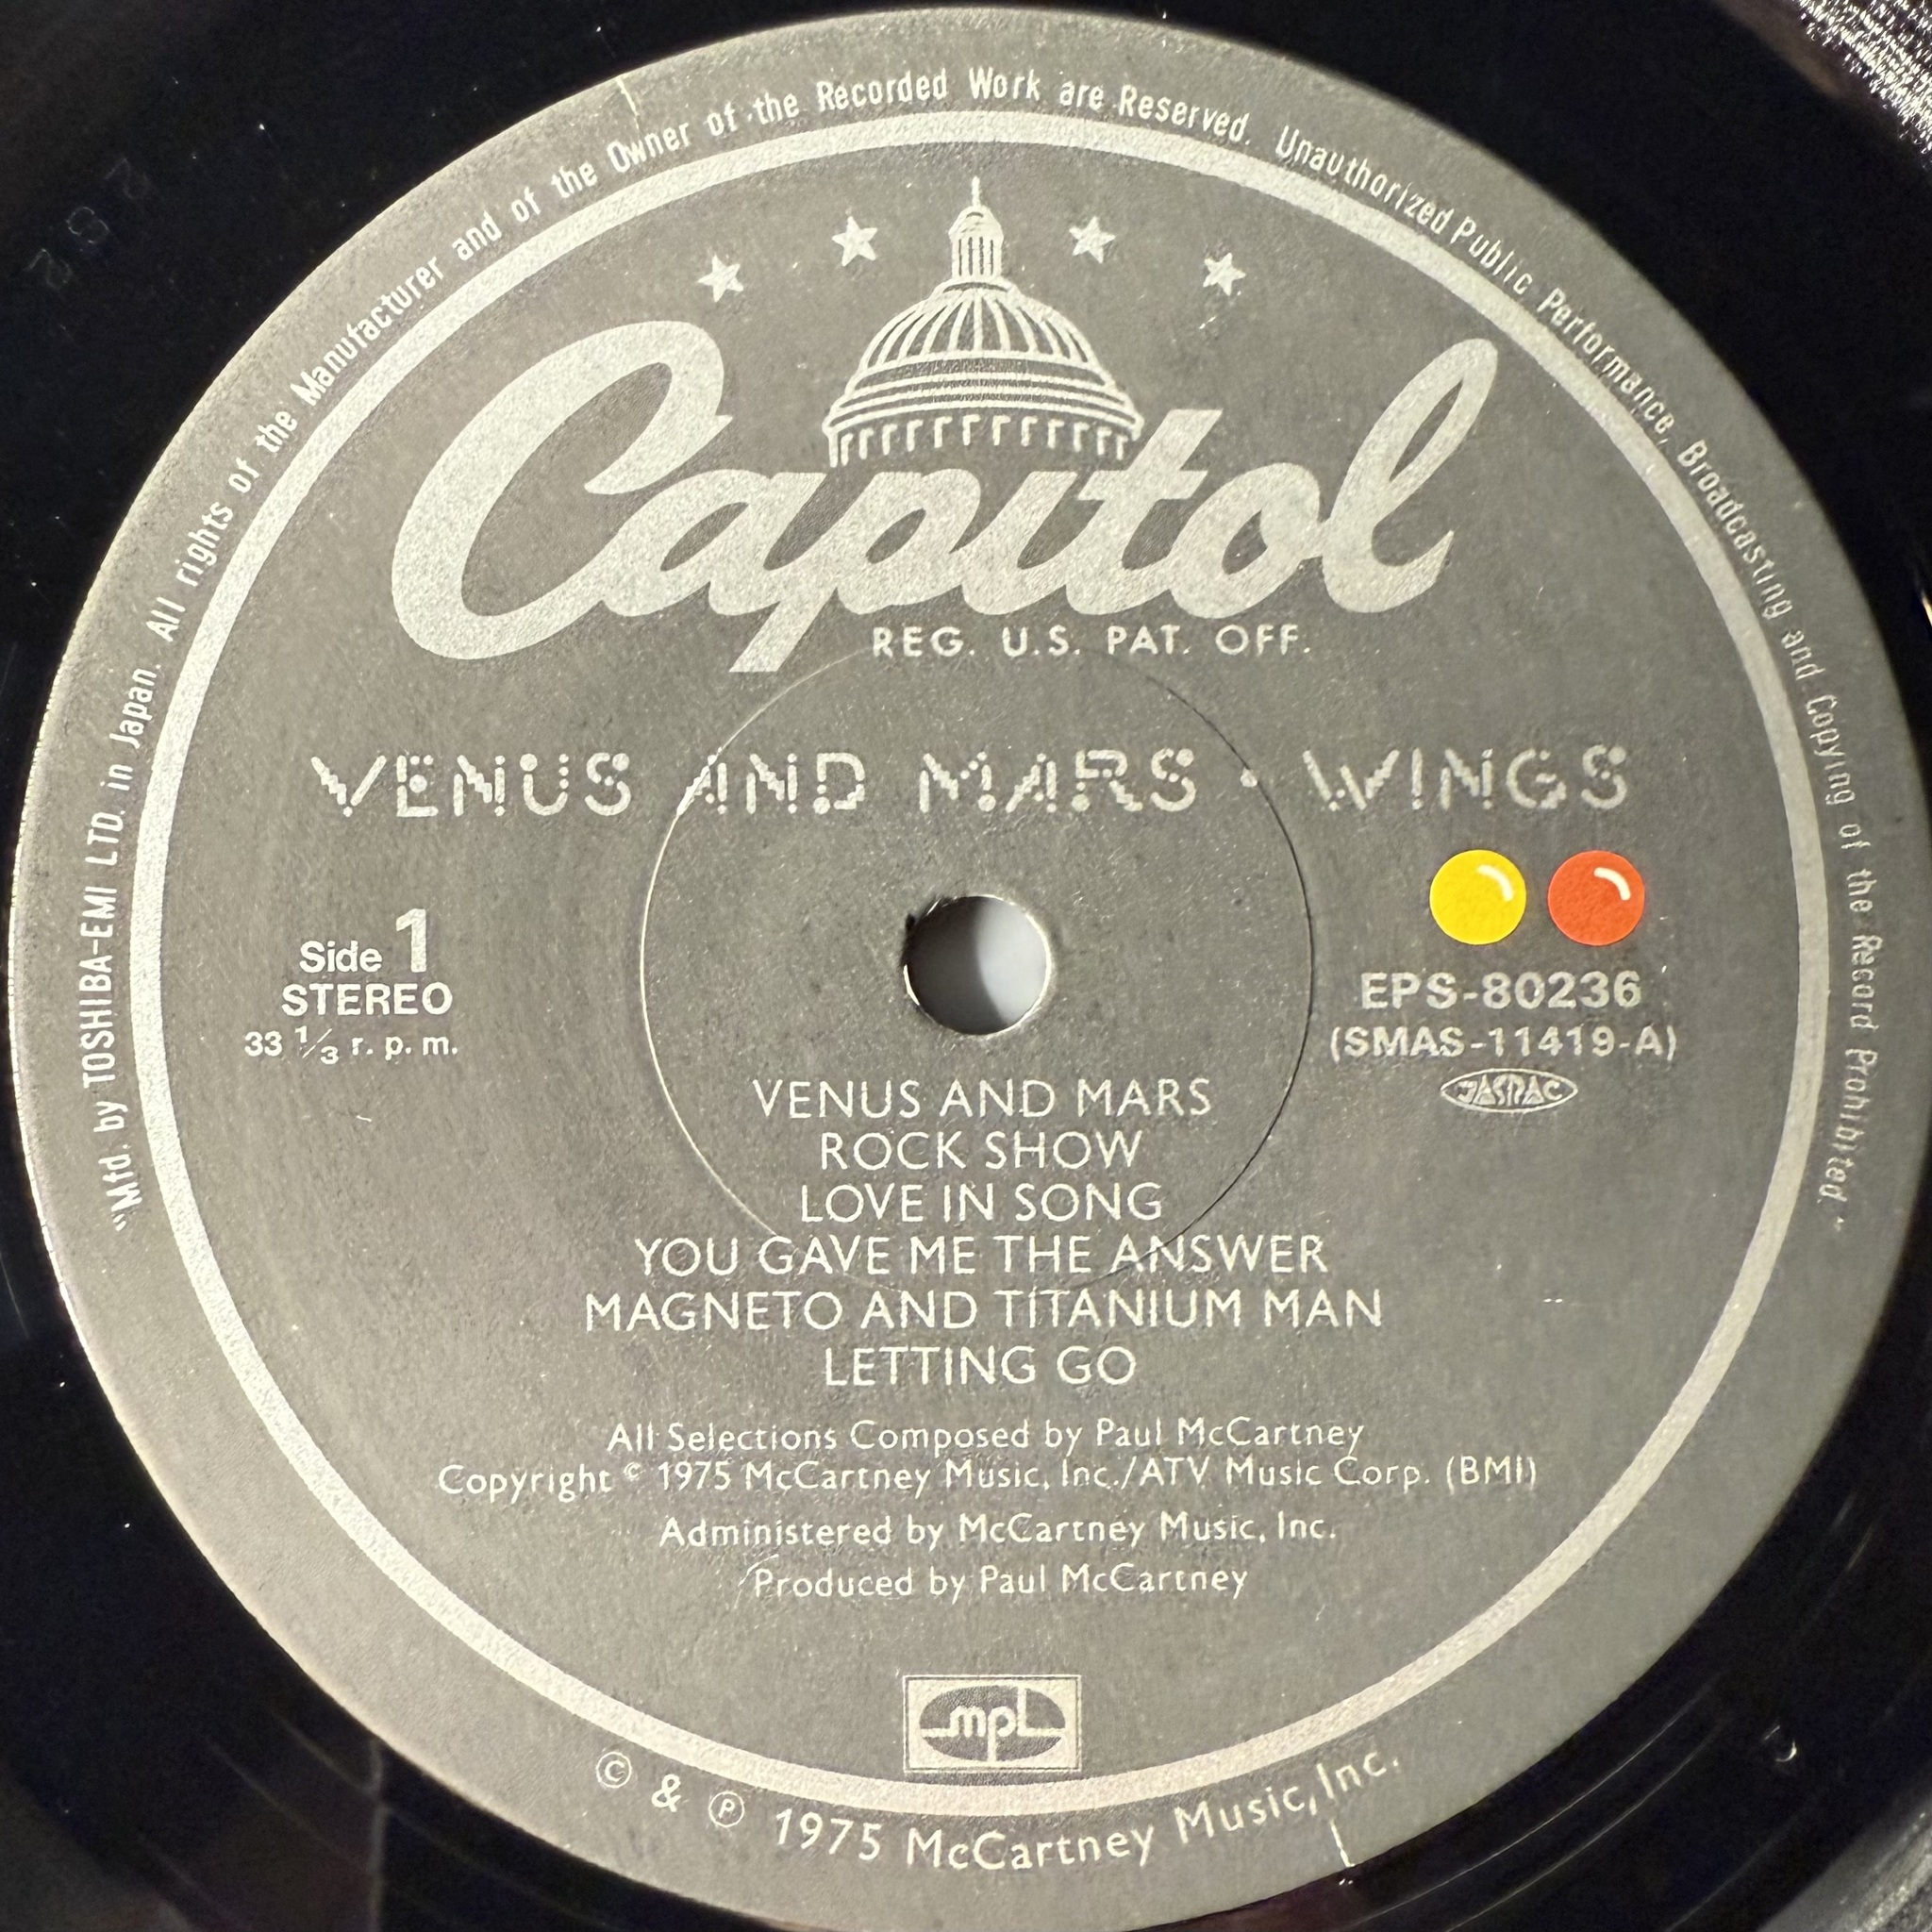 "Mfd. by TOSHIBA-EMI LTD. in Japan. All rights of the Manufacturer and of the Owner of the Recorded Work are Reserved. Unauthorized Public Performance, Broadcasting and Copying of the Record Prohibited."
Capitol
REG. U.S. PAT. OFF.
VENUS AND MARS • WINGS
Side 1
STEREO
33 1/3 r. p. m.
EPS-80236
(SMAS-11419-A)
JASRAC
VENUS AND MARS
ROCK SHOW
LOVE IN SONG
YOU GAVE ME THE ANSWER
MAGNETO AND TITANIUM MAN
LETTING GO
All Selections Composed by Paul McCartney
Copyright © 1975 McCartney Music, Inc./ATV Music Corp. (BMI)
Administered by McCartney Music, Inc.
Produced by Paul McCartney
mpl
© & ℗ 1975 McCartney Music, Inc.